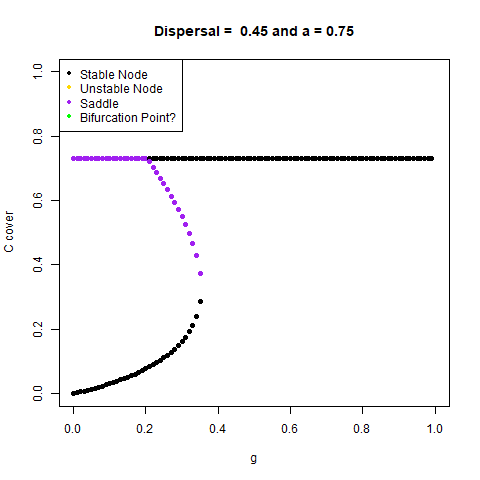 Dispersal =  0.45 and a = 0.75
Stable Node
Unstable Node
Saddle
Bifurcation Point?
C cover
1.0
0.8
0.6
0.4
0.2
0.0
0.0 0.2 0.4 0.6 0.8 1.0
g